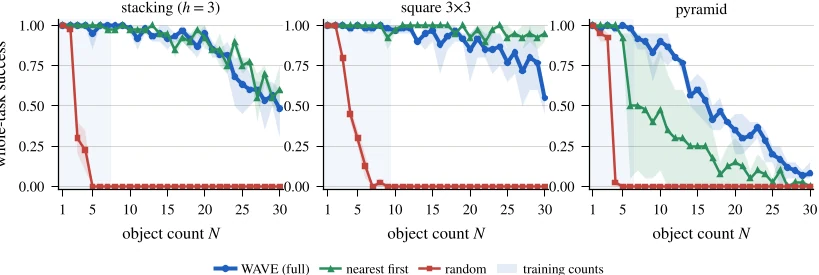 stacking (h = 3)
square 3×3
pyramid
whole-task success
1.00
0.75
0.50
0.25
0.00
1.00
0.75
0.50
0.25
0.00
1.00
0.75
0.50
0.25
0.00
1 5 10 15 20 25 30
1 5 10 15 20 25 30
1 5 10 15 20 25 30
object count N
object count N
object count N
WAVE (full) nearest first random training counts